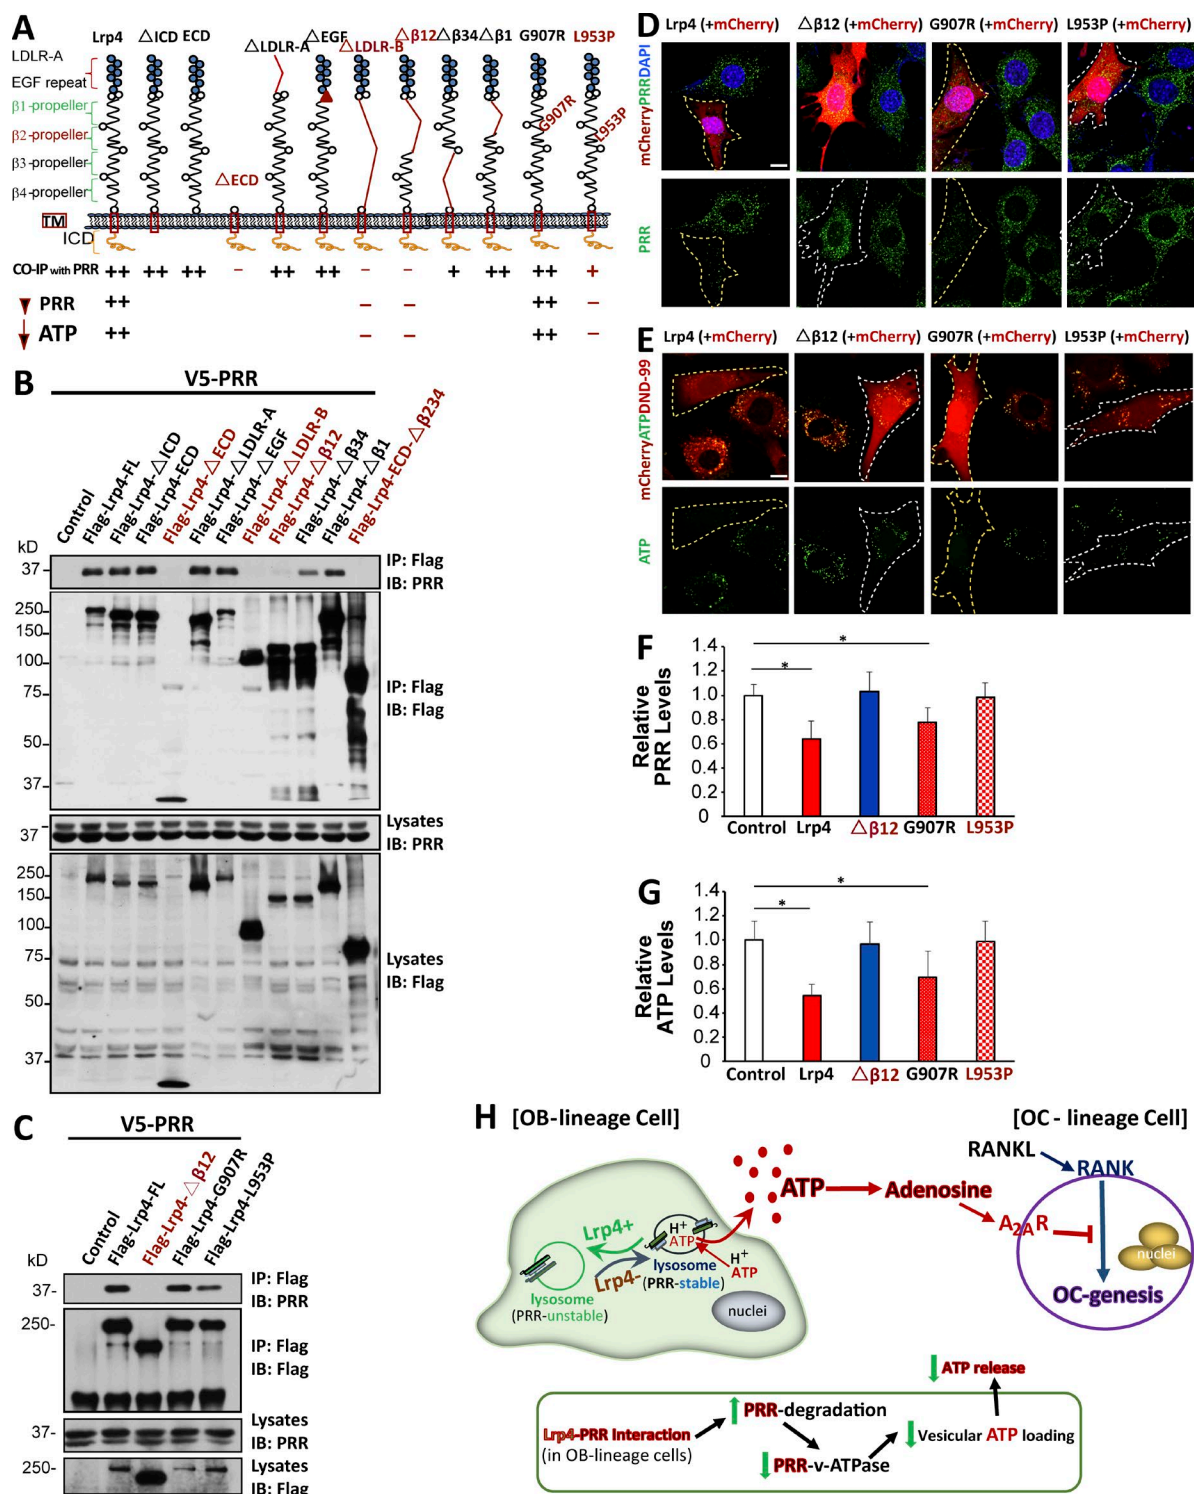 A
Lrp4 △ICD ECD △LDLR-A △EGF △LDLR-B △β12 △β34 △β1 G907R L953P
LDLR-A
EGF repeat
β1-propeller
G907R
β2-propeller
L953P
β3-propeller
β4-propeller
△ECD
TM
ICD
CO-IP with PRR ++ ++ ++ − ++ ++ − − + ++ ++ +
PRR ++ − − ++ −
ATP ++ − − ++ −
B
V5-PRR
Control
Flag-Lrp4-FL
Flag-Lrp4-△ICD
Flag-Lrp4-ECD
Flag-Lrp4-△ECD
Flag-Lrp4-△LDLR-A
Flag-Lrp4-△EGF
Flag-Lrp4-△LDLR-B
Flag-Lrp4-△β12
Flag-Lrp4-△β34
Flag-Lrp4-△β1
Flag-Lrp4-ECD-△β234
kD
37-
IP: Flag
IB: PRR
250-
150-
100-
75-
50-
37-
IP: Flag
IB: Flag
37-
Lysates
IB: PRR
250-
150-
100-
75-
50-
37-
Lysates
IB: Flag
C
V5-PRR
Control
Flag-Lrp4-FL
Flag-Lrp4-△β12
Flag-Lrp4-G907R
Flag-Lrp4-L953P
kD
37-
IP: Flag
IB: PRR
250-
IP: Flag
IB: Flag
37-
Lysates
IB: PRR
250-
Lysates
IB: Flag
D
Lrp4 (+mCherry) △β12 (+mCherry) G907R (+mCherry) L953P (+mCherry)
mCherryPRRDAPI
PRR
E
Lrp4 (+mCherry) △β12 (+mCherry) G907R (+mCherry) L953P (+mCherry)
mCherryATPDND-99
ATP
F
Relative
PRR Levels
1.4
1.2
1.0
0.8
0.6
0.4
0.2
0
*
*
Control Lrp4 △β12 G907R L953P
G
Relative
ATP Levels
1.4
1.2
1.0
0.8
0.6
0.4
0.2
0
*
*
Control Lrp4 △β12 G907R L953P
H
[OB-lineage Cell] [OC - lineage Cell]
RANKL
RANK
ATP
Adenosine
A2AR
Lrp4+
H+
ATP
H+
ATP
Lrp4-
lysosome
(PRR-stable)
lysosome
(PRR-unstable)
nuclei
nuclei
OC-genesis
ATP release
PRR-degradation
Lrp4-PRR Interaction
(in OB-lineage cells)
Vesicular ATP loading
PRR-v-ATPase